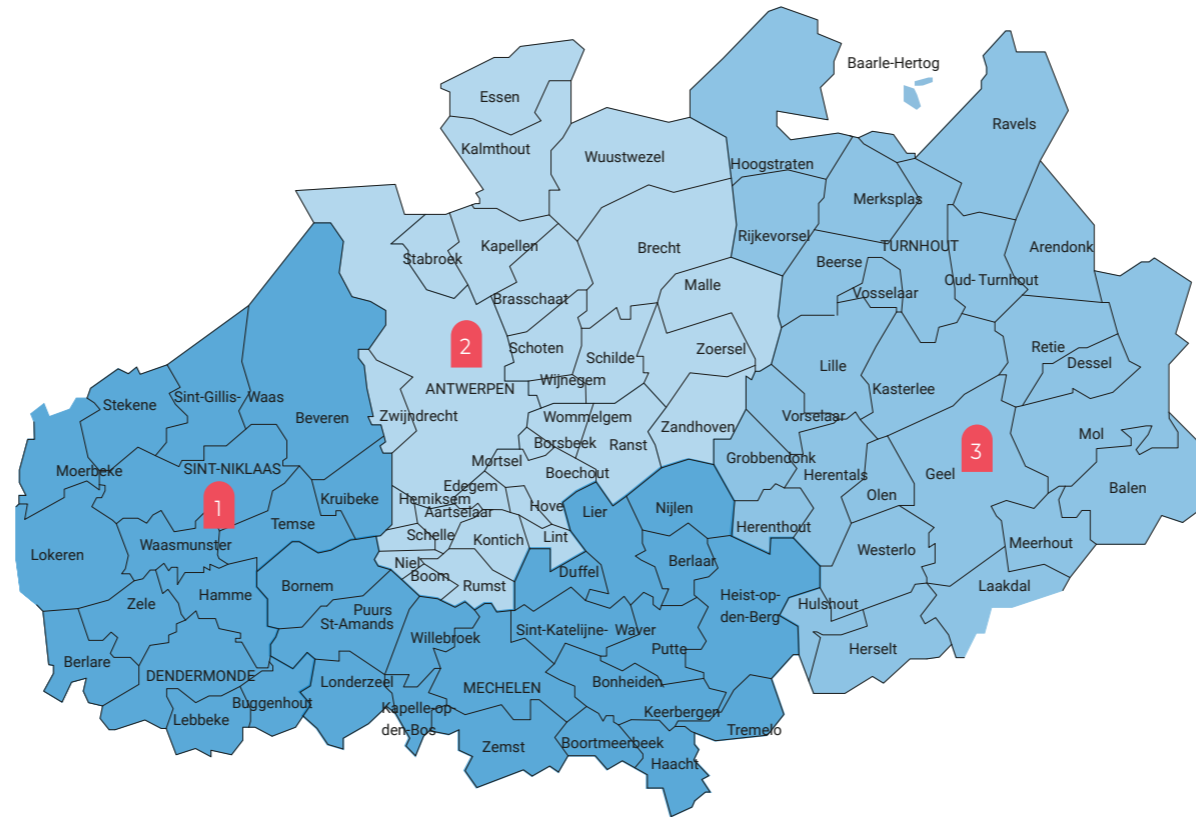 Baarle-Hertog
Essen
Ravels
Kalmthout
Wuustwezel
Hoogstraten
Merksplas
Rijkevorsel
TURNHOUT
Kapellen
Brecht
Arendonk
Stabroek
Beerse
Oud- Turnhout
Malle
Vosselaar
Brasschaat
2
Schoten
Zoersel
Retie
Schilde
Dessel
Lille
Wijnegem
Kasterlee
ANTWERPEN
Sint-Gillis- Waas
Stekene
Beveren
Zwijndrecht
Wommelgem
Vorselaar
Zandhoven
Mol
Borsbeek
Ranst
3
Mortsel
Grobbendonk
Moerbeke
SINT-NIKLAAS
Boechout
Herentals
Geel
Edegem
Balen
Olen
Kruibeke
Hemiksem
Hove
1
Aartselaar
Lier
Nijlen
Temse
Herenthout
Schelle
Kontich
Lint
Waasmunster
Meerhout
Lokeren
Westerlo
Niel
Berlaar
Boom
Duffel
Rumst
Bornem
Laakdal
Hamme
Heist-op-
den-Berg
Zele
Hulshout
Puurs
St-Amands
Sint-Katelijne- Waver
Willebroek
Putte
Herselt
Berlare
DENDERMONDE
Londerzeel
MECHELEN
Bonheiden
Buggenhout
Kapelle-op-
den-Bos
Keerbergen
Lebbeke
Tremelo
Zemst
Boortmeerbeek
Haacht